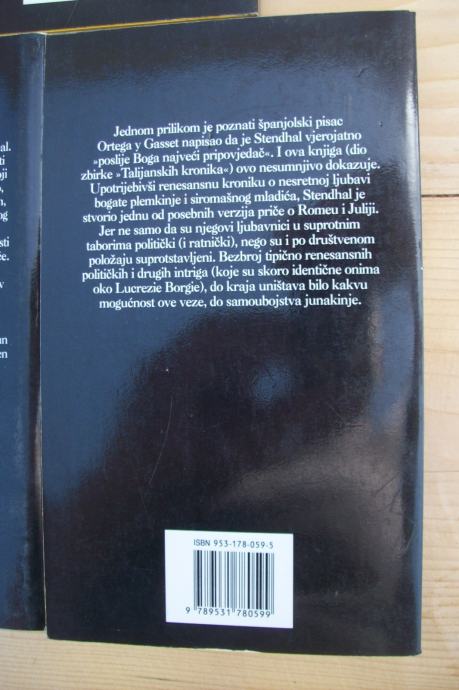 Jednom prilikom je poznati španjolski pisac
Ortega y Gasset napisao da je Stendhal vjerojatno
»poslije Boga najveći pripovjedač«. I ova knjiga (dio
zbirke »Talijanskih kronika«) ovo nesumnjivo dokazuje.
Upotrijebivši renesansnu kroniku o nesretnoj ljubavi
bogate plemkinje i siromašnog mladića, Stendhal je
stvorio jednu od posebnih verzija priče o Romeu i Juliji.
Jer ne samo da su njegovi ljubavnici u suprotnim
taborima politički (i ratnički), nego su i po društvenom
položaju suprotstavljeni. Bezbroj tipično renesansnih
političkih i drugih intriga (koje su skoro identične onima
oko Lucrezie Borgie), do kraja uništava bilo kakvu
mogućnost ove veze, do samoubojstva junakinje.
ISBN 953-178-059-5
9 789531 780599